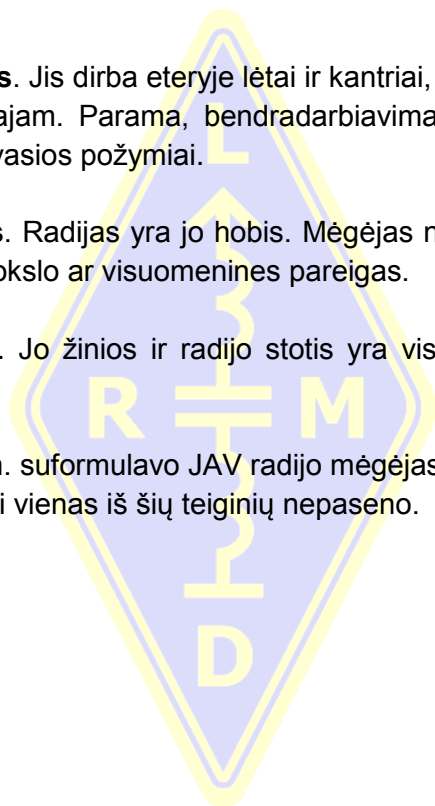 s. Jis dirba eteryje lėtai ir kantriai,
ajam. Parama, bendradarbiavima
vasios požymiai.
s. Radijas yra jo hobis. Mėgėjas n
okslo ar visuomenines pareigas.
. Jo žinios ir radijo stotis yra vis
m. suformulavo JAV radijo mėgėjas
i vienas iš šių teiginių nepaseno.
L
R M
D